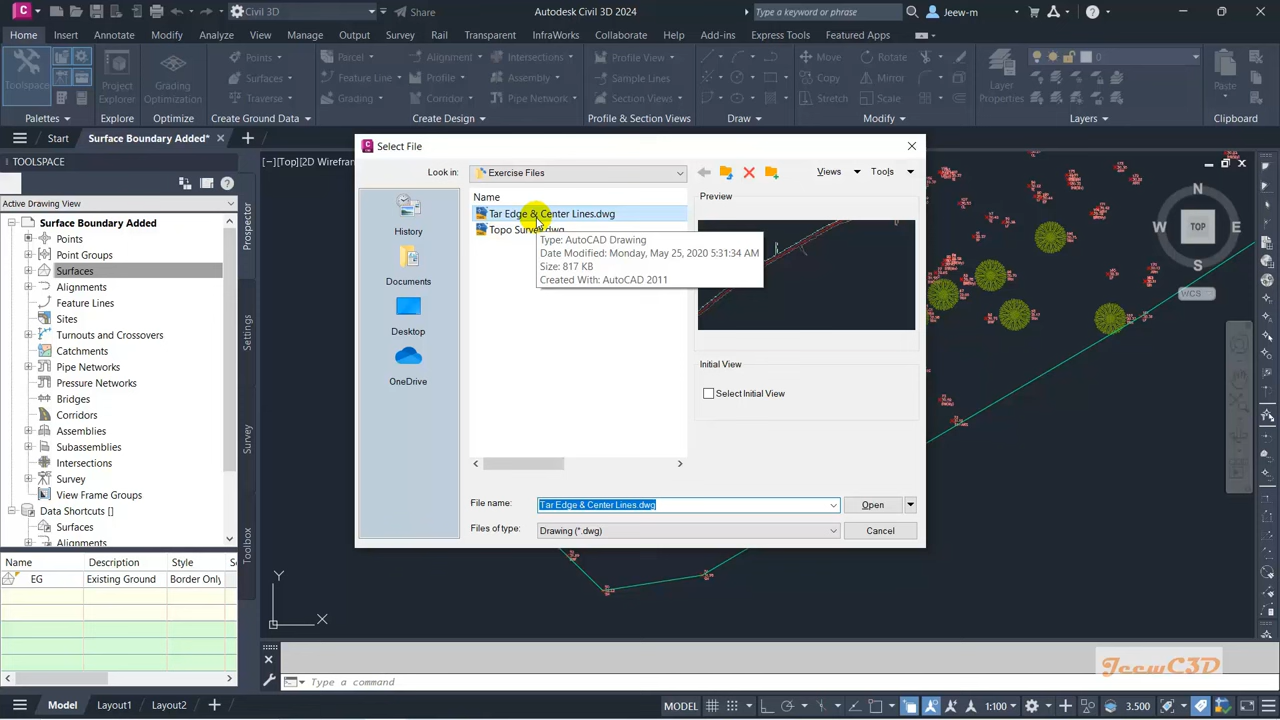 Civil 3D
Share
Autodesk Civil 3D 2024
Type a keyword or phrase
Jeew-m
Home
Insert
Annotate
Modify
Analyze
View
Manage
Output
Survey
Rail
Transparent
InfraWorks
Collaborate
Help
Add-ins
Express Tools
Featured Apps
Toolspace
Project
Explorer
Grading
Optimization
Points
Surfaces
Traverse
Parcel
Feature Line
Grading
Alignment
Profile
Corridor
Intersections
Assembly
Pipe Network
Profile View
Sample Lines
Section Views
Move
Rotate
Copy
Mirror
Stretch
Scale
Layer
Properties
0
Paste
Palettes
Explore
Optimize
Create Ground Data
Create Design
Profile & Section Views
Draw
Modify
Layers
Clipboard
Start
Surface Boundary Added*
TOOLSPACE
Active Drawing View
Surface Boundary Added
Points
Point Groups
Surfaces
Alignments
Feature Lines
Sites
Turnouts and Crossovers
Catchments
Pipe Networks
Pressure Networks
Bridges
Corridors
Assemblies
Subassemblies
Intersections
Survey
View Frame Groups
Data Shortcuts []
Surfaces
Alignments
Name
Description
Style
EG
Existing Ground
Border Only
Prospector
Settings
Survey
Toolbox
[-][Top][2D Wirefram
Select File
Look in:
Exercise Files
Views
Tools
Name
Tar Edge & Center Lines.dwg
Topo Survey.dwg
Type: AutoCAD Drawing
Date Modified: Monday, May 25, 2020 5:31:34 AM
Size: 817 KB
Created With: AutoCAD 2011
History
Documents
Desktop
OneDrive
Preview
Initial View
Select Initial View
File name:
Tar Edge & Center Lines.dwg
Open
Files of type:
Drawing (*.dwg)
Cancel
N
W
TOP
E
S
WCS
Y
X
Type a command
JeewC3D
Model
Layout1
Layout2
MODEL
1:100
3.500